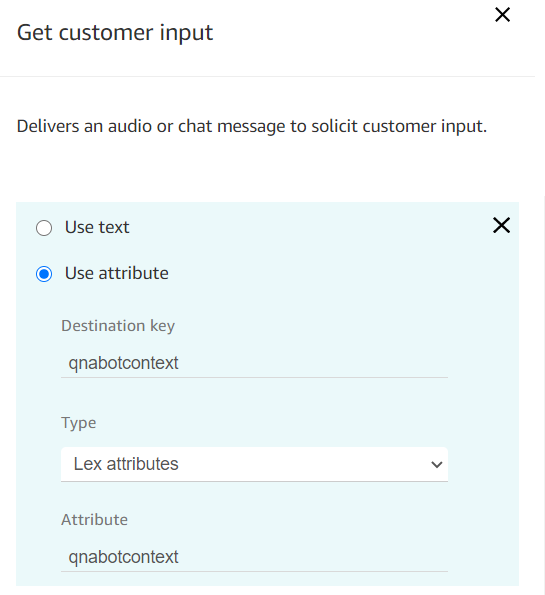 Get customer input
Delivers an audio or chat message to solicit customer input.
Use text
Use attribute
Destination key
qnabotcontext
Type
Lex attributes
Attribute
qnabotcontext